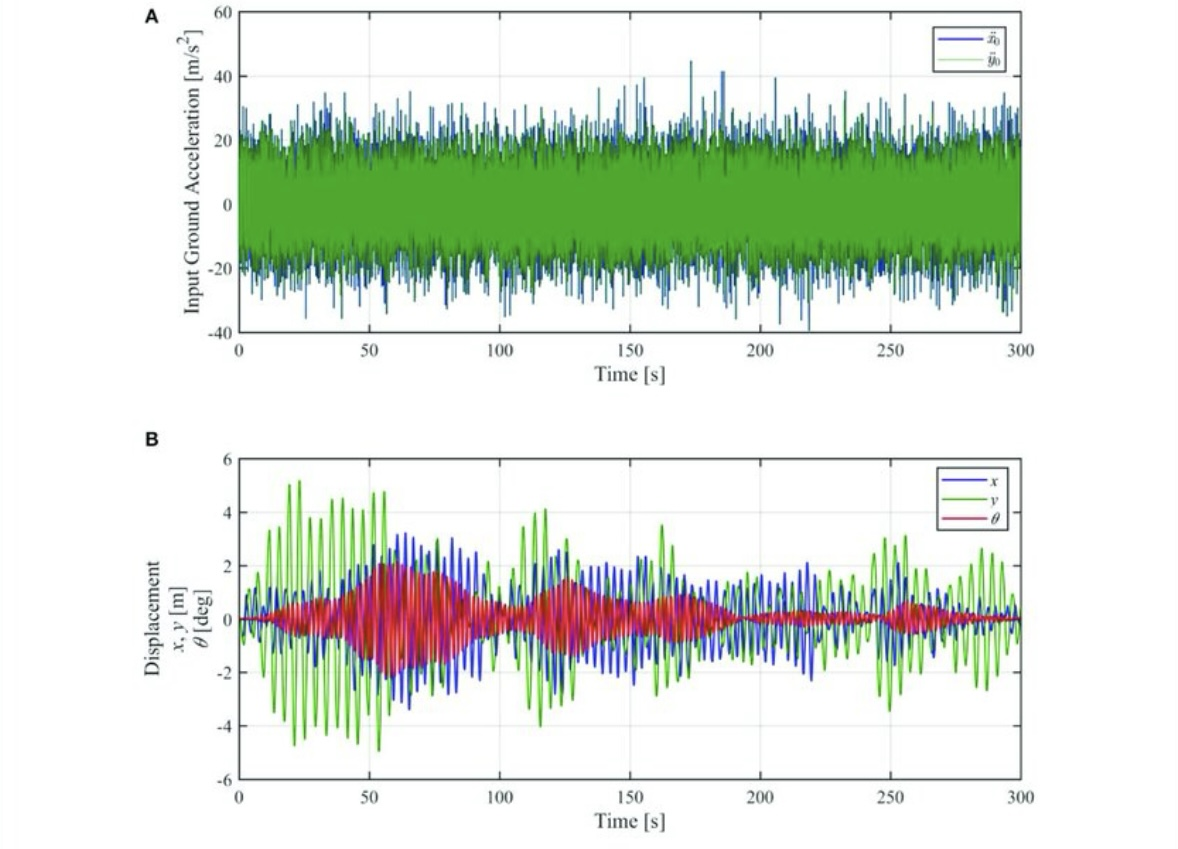 A
Input Ground Acceleration [m/s²]
60
40
20
0
-20
-40
ẍ₀
ÿ₀
0 50 100 150 200 250 300
Time [s]
B
Displacement
x, y [m]
θ [deg]
6
4
2
0
-2
-4
-6
x
y
θ
0 50 100 150 200 250 300
Time [s]